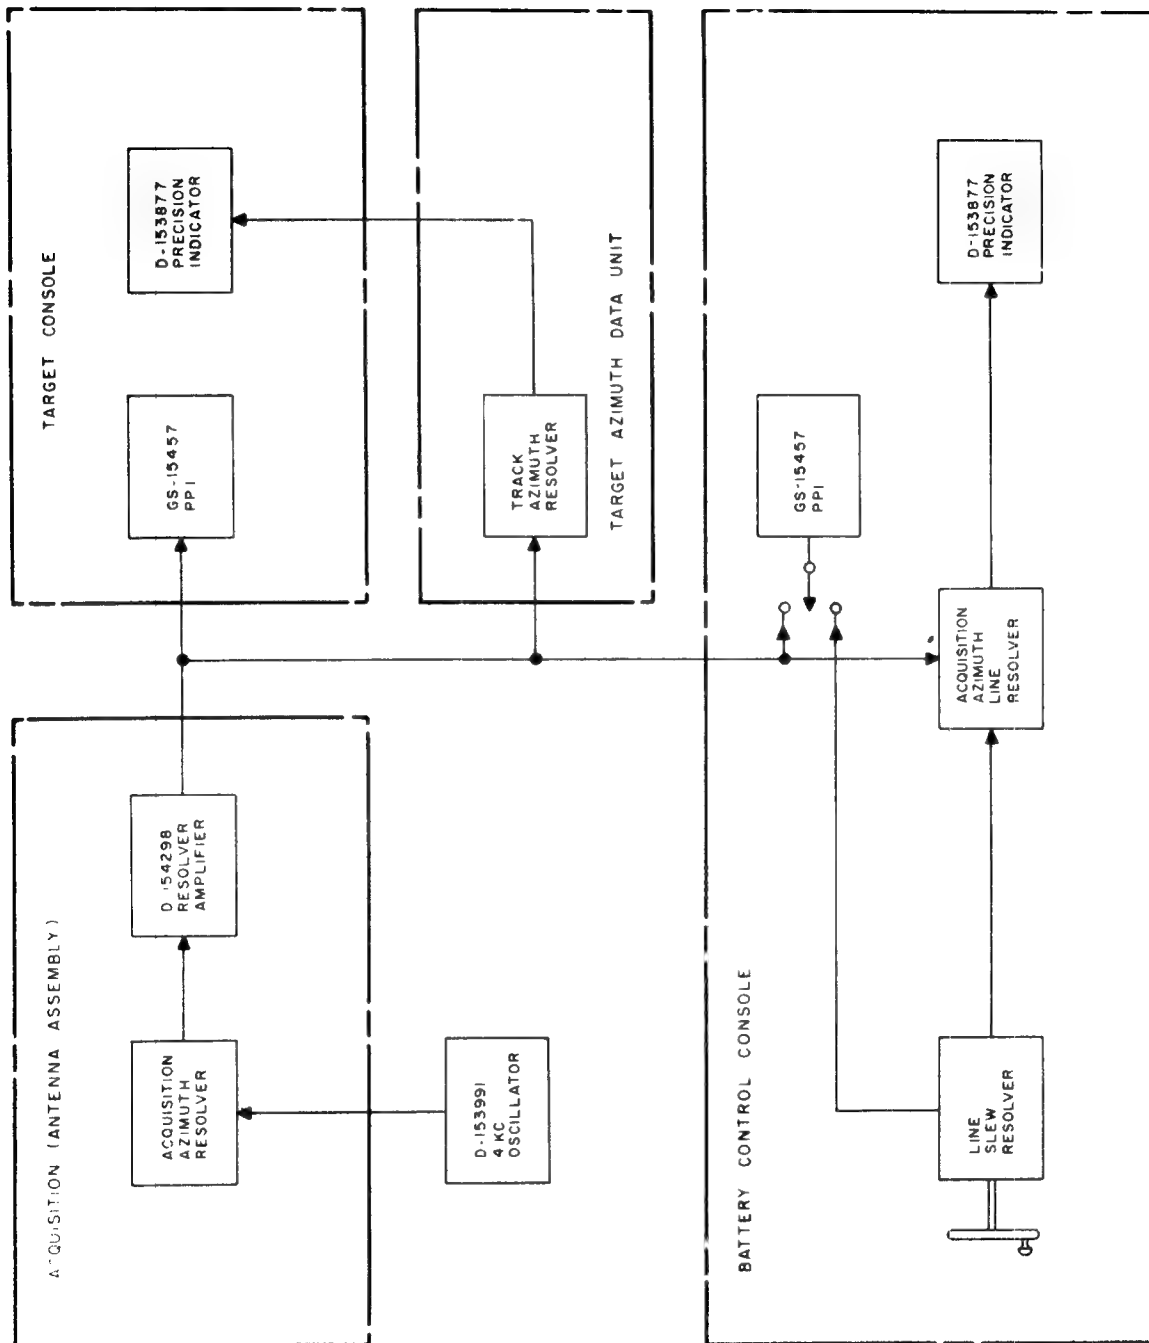 ACQUISITION (ANTENNA ASSEMBLY)
ACQUISITION
AZIMUTH
RESOLVER
D-154298
RESOLVER
AMPLIFIER
D-153991
4 KC
OSCILLATOR
TARGET CONSOLE
GS-15457
PPI
D-153877
PRECISION
INDICATOR
TRACK
AZIMUTH
RESOLVER
TARGET AZIMUTH DATA UNIT
BATTERY CONTROL CONSOLE
GS-15457
PPI
LINE
SLEW
RESOLVER
ACQUISITION
AZIMUTH
LINE
RESOLVER
D-153877
PRECISION
INDICATOR